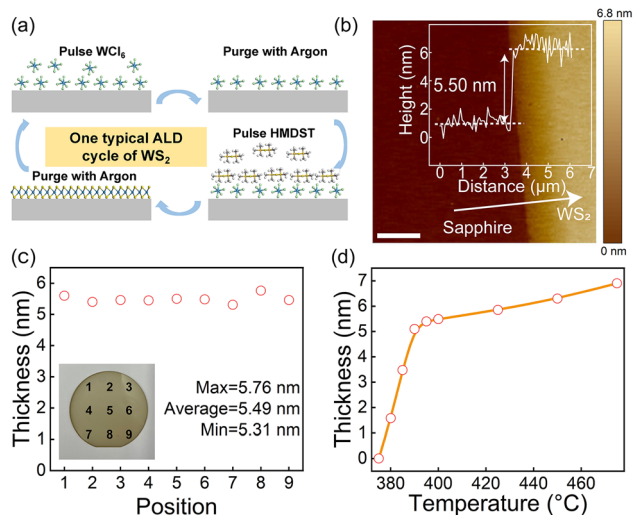 (a)
Pulse WCl₆
Purge with Argon
One typical ALD
cycle of WS₂
Pulse HMDST
Purge with Argon
(b)
6.8 nm
Height (nm)
6
4
2
0
5.50 nm
0 1 2 3 4 5 6 7
Distance (μm)
Sapphire
WS₂
0 nm
(c)
Thickness (nm)
6
5
4
3
2
1
0
1 2 3
4 5 6
7 8 9
Max=5.76 nm
Average=5.49 nm
Min=5.31 nm
1 2 3 4 5 6 7 8 9
Position
(d)
Thickness (nm)
7
6
5
4
3
2
1
0
380 400 420 440 460
Temperature (°C)